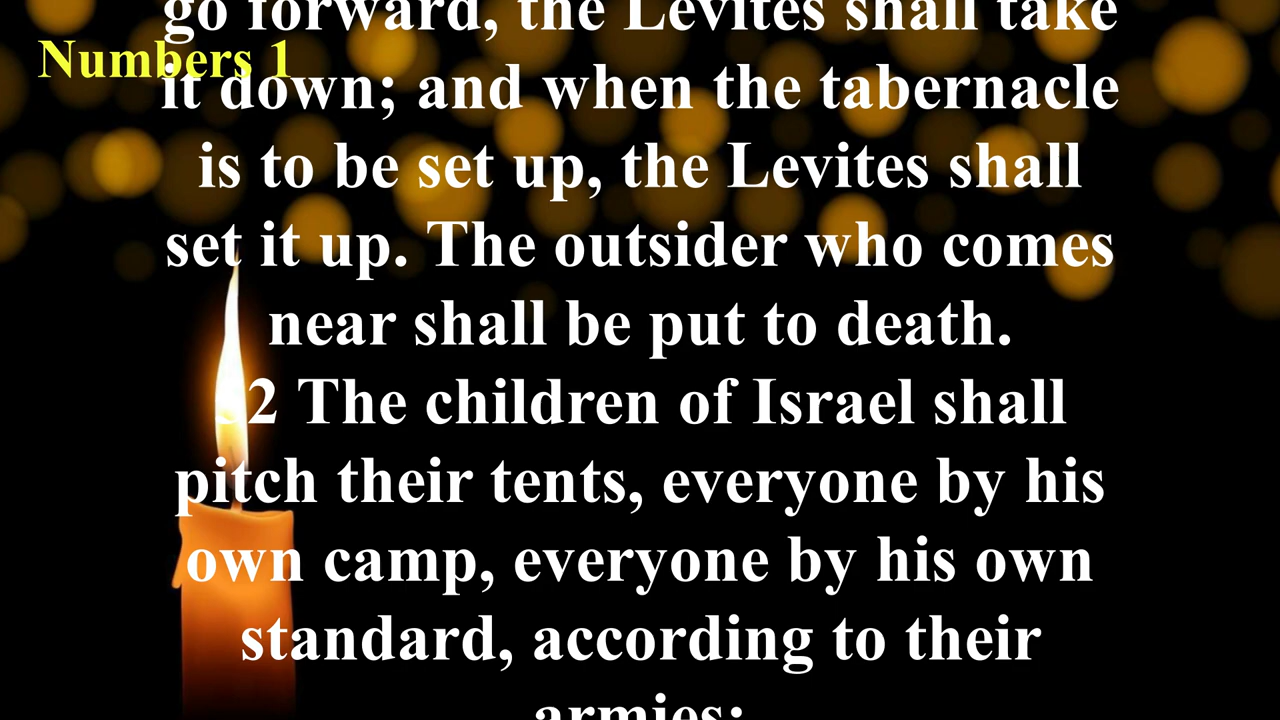 go forward, the Levites shall take
Numbers 1
it down; and when the tabernacle
is to be set up, the Levites shall
set it up. The outsider who comes
near shall be put to death.
52 The children of Israel shall
pitch their tents, everyone by his
own camp, everyone by his own
standard, according to their
armies;